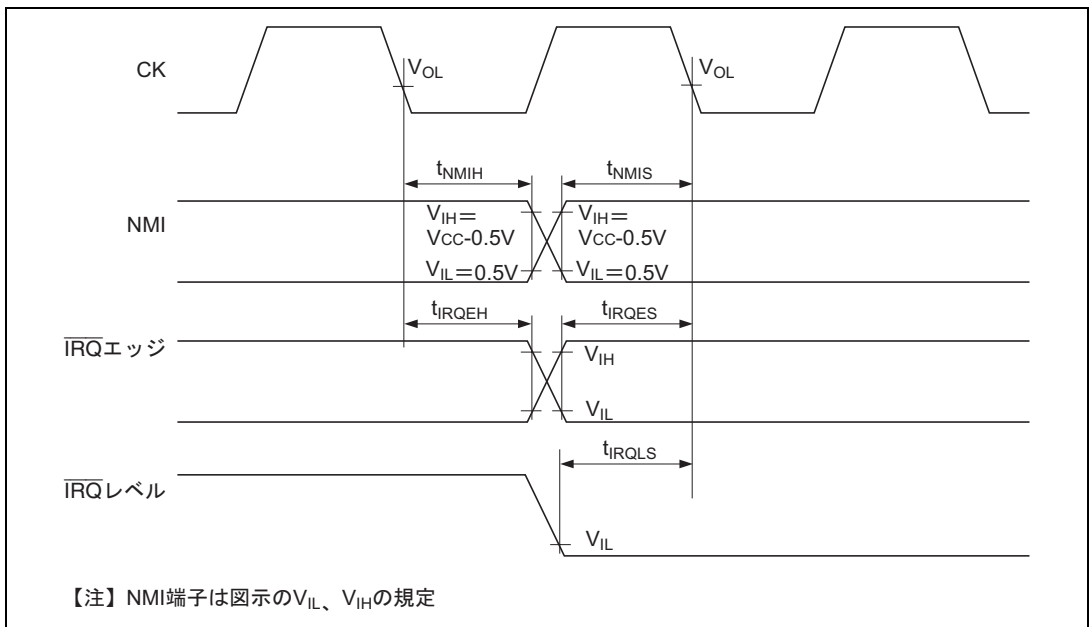 CK
VOL
VOL
tNMIH
tNMIS
NMI
VIH＝
VCC-0.5V
VIL＝0.5V
VIH＝
VCC-0.5V
VIL＝0.5V
tIRQEH
tIRQES
IRQエッジ
VIH
VIL
tIRQLS
IRQレベル
VIL
【注】NMI端子は図示のVIL、VIHの規定